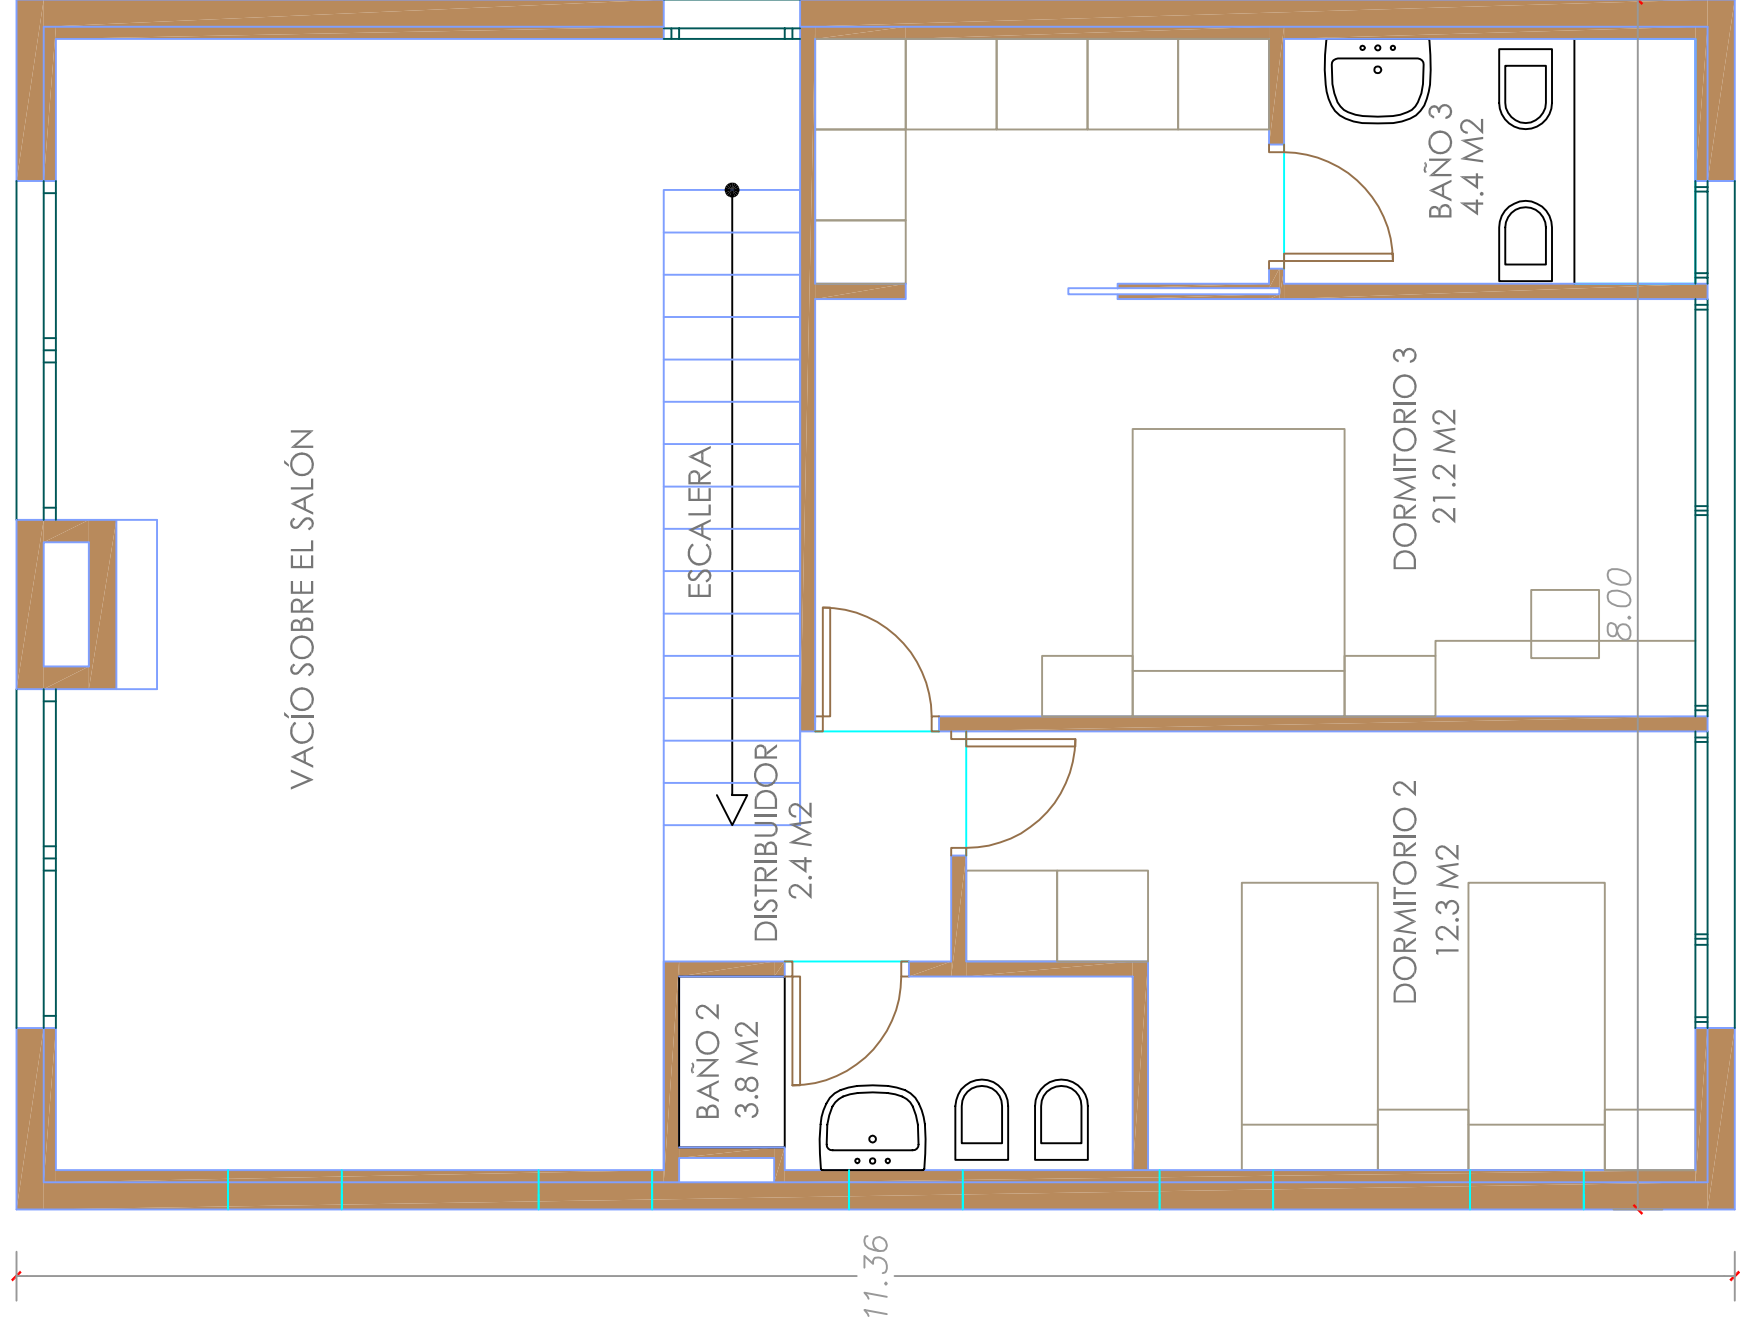 VACÍO SOBRE EL SALÓN
ESCALERA
DISTRIBUIDOR
2.4 M2
BAÑO 2
3.8 M2
BAÑO 3
4.4 M2
DORMITORIO 3
21.2 M2
DORMITORIO 2
12.3 M2
8.00
11.36